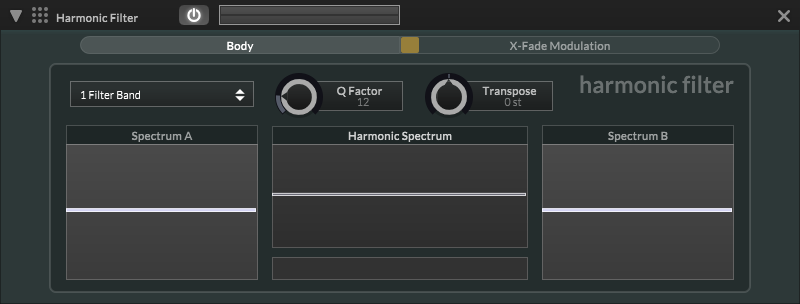 Harmonic Filter
Body
X-Fade Modulation
1 Filter Band
Q Factor
12
Transpose
0 st
harmonic filter
Spectrum A
Harmonic Spectrum
Spectrum B